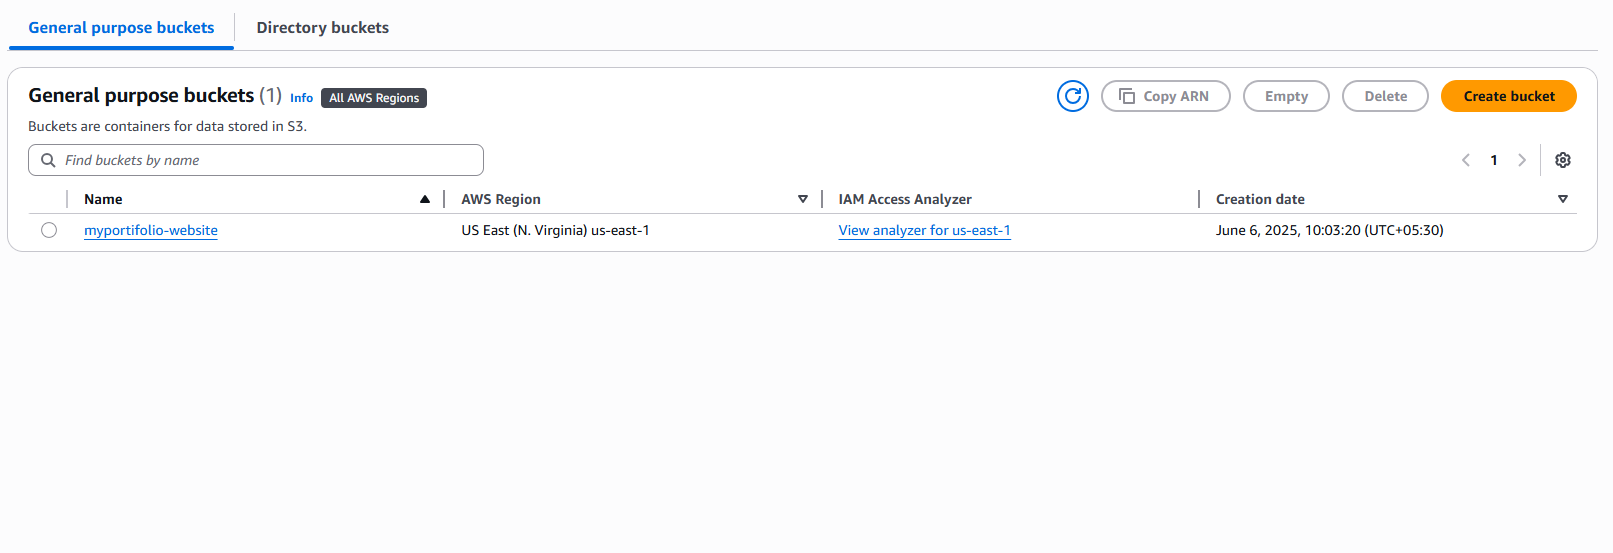 General purpose buckets Directory buckets
General purpose buckets (1) Info All AWS Regions Copy ARN Empty Delete Create bucket
Buckets are containers for data stored in S3.
Find buckets by name 1
Name AWS Region IAM Access Analyzer Creation date
myportifolio-website US East (N. Virginia) us-east-1 View analyzer for us-east-1 June 6, 2025, 10:03:20 (UTC+05:30)